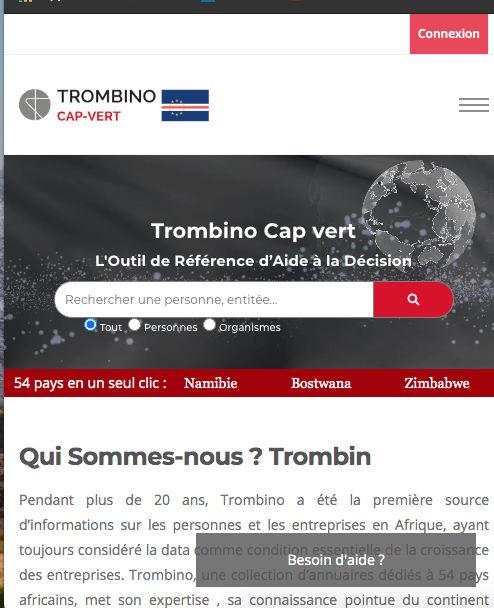 Connexion
TROMBINO
CAP-VERT
Trombino Cap vert
L'Outil de Référence d'Aide à la Décision
Rechercher une personne, entitée...
Tout Personnes Organismes
54 pays en un seul clic : Namibie Bostwana Zimbabwe
Qui Sommes-nous ? Trombin
Pendant plus de 20 ans, Trombino a été la première source
d'informations sur les personnes et les entreprises en Afrique, ayant
toujours considéré la data comme condition essentielle de la croissance
Besoin d'aide ?
des entreprises. Trombino, une collection d'annuaires dédiés à 54 pays
africains, met son expertise , sa connaissance pointue du continent